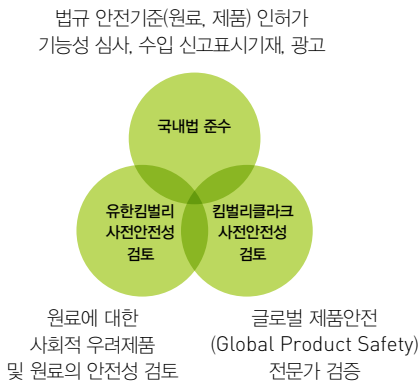 법규 안전기준(원료, 제품) 인허가
기능성 심사, 수입 신고표시기재, 광고
국내법 준수
유한킴벌리
사전안전성
검토
킴벌리클라크
사전안전성
검토
원료에 대한
사회적 우려제품
및 원료의 안전성 검토
글로벌 제품안전
(Global Product Safety)
전문가 검증